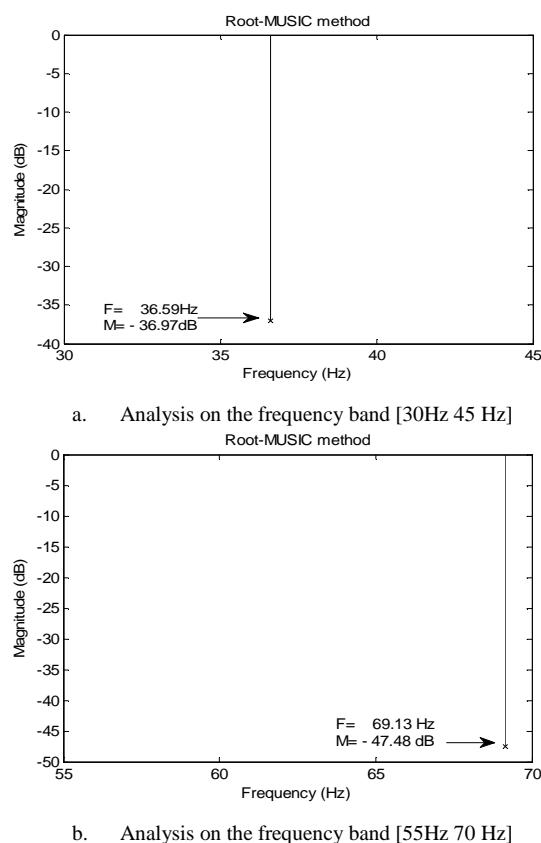 Root-MUSIC method
0
-5
-10
-15
-20
-25
-30
-35
-40
Magnitude (dB)
F= 36.59Hz
M= - 36.97dB
30 35 40 45
Frequency (Hz)
a. Analysis on the frequency band [30Hz 45 Hz]
Root-MUSIC method
0
-5
-10
-15
-20
-25
-30
-35
-40
-45
-50
Magnitude (dB)
F= 69.13 Hz
M= - 47.48 dB
55 60 65 70
Frequency (Hz)
b. Analysis on the frequency band [55Hz 70 Hz]